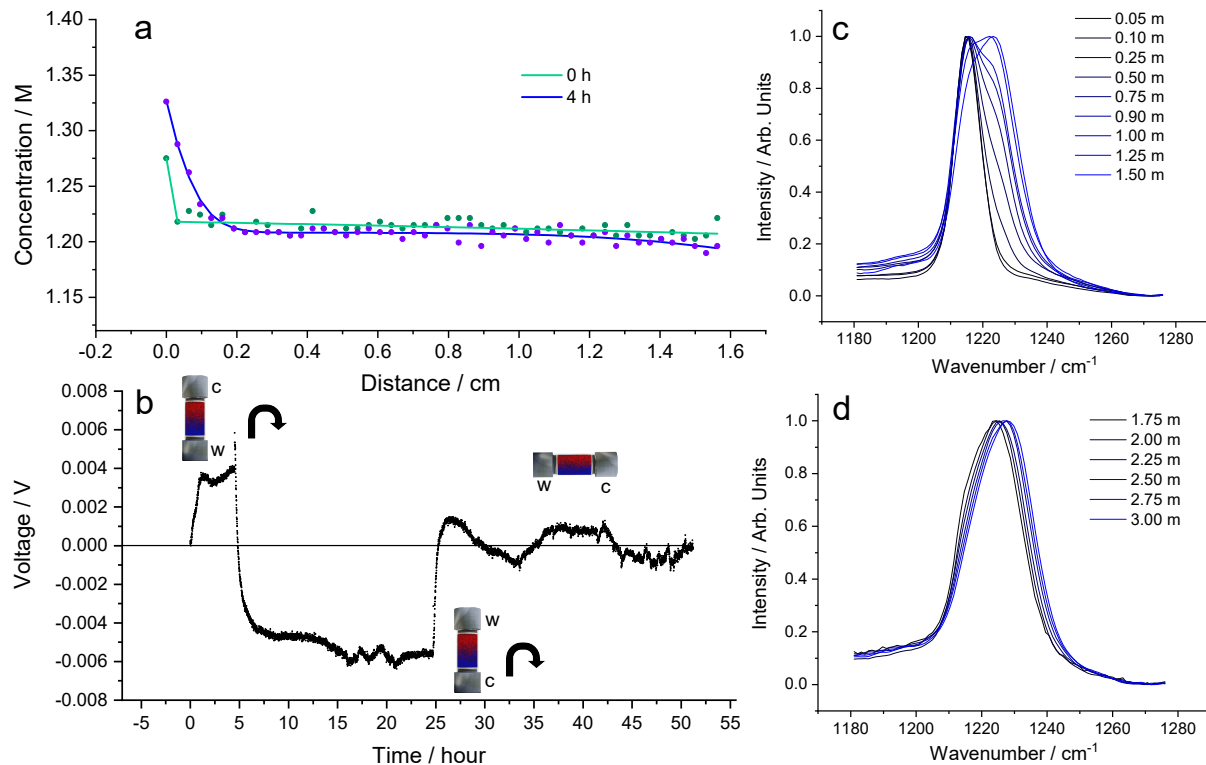 a
1.40
1.35
1.30
1.25
1.20
1.15
Concentration / M
0 h
4 h
-0.2 0.0 0.2 0.4 0.6 0.8 1.0 1.2 1.4 1.6
Distance / cm
b
0.008
0.006
0.004
0.002
0.000
-0.002
-0.004
-0.006
-0.008
Voltage / V
c
w
w c
w
c
-5 0 5 10 15 20 25 30 35 40 45 50 55
Time / hour
c
1.0
0.8
0.6
0.4
0.2
0.0
Intensity / Arb. Units
0.05 m
0.10 m
0.25 m
0.50 m
0.75 m
0.90 m
1.00 m
1.25 m
1.50 m
1180 1200 1220 1240 1260 1280
Wavenumber / cm⁻¹
d
1.0
0.8
0.6
0.4
0.2
0.0
Intensity / Arb. Units
1.75 m
2.00 m
2.25 m
2.50 m
2.75 m
3.00 m
1180 1200 1220 1240 1260 1280
Wavenumber / cm⁻¹